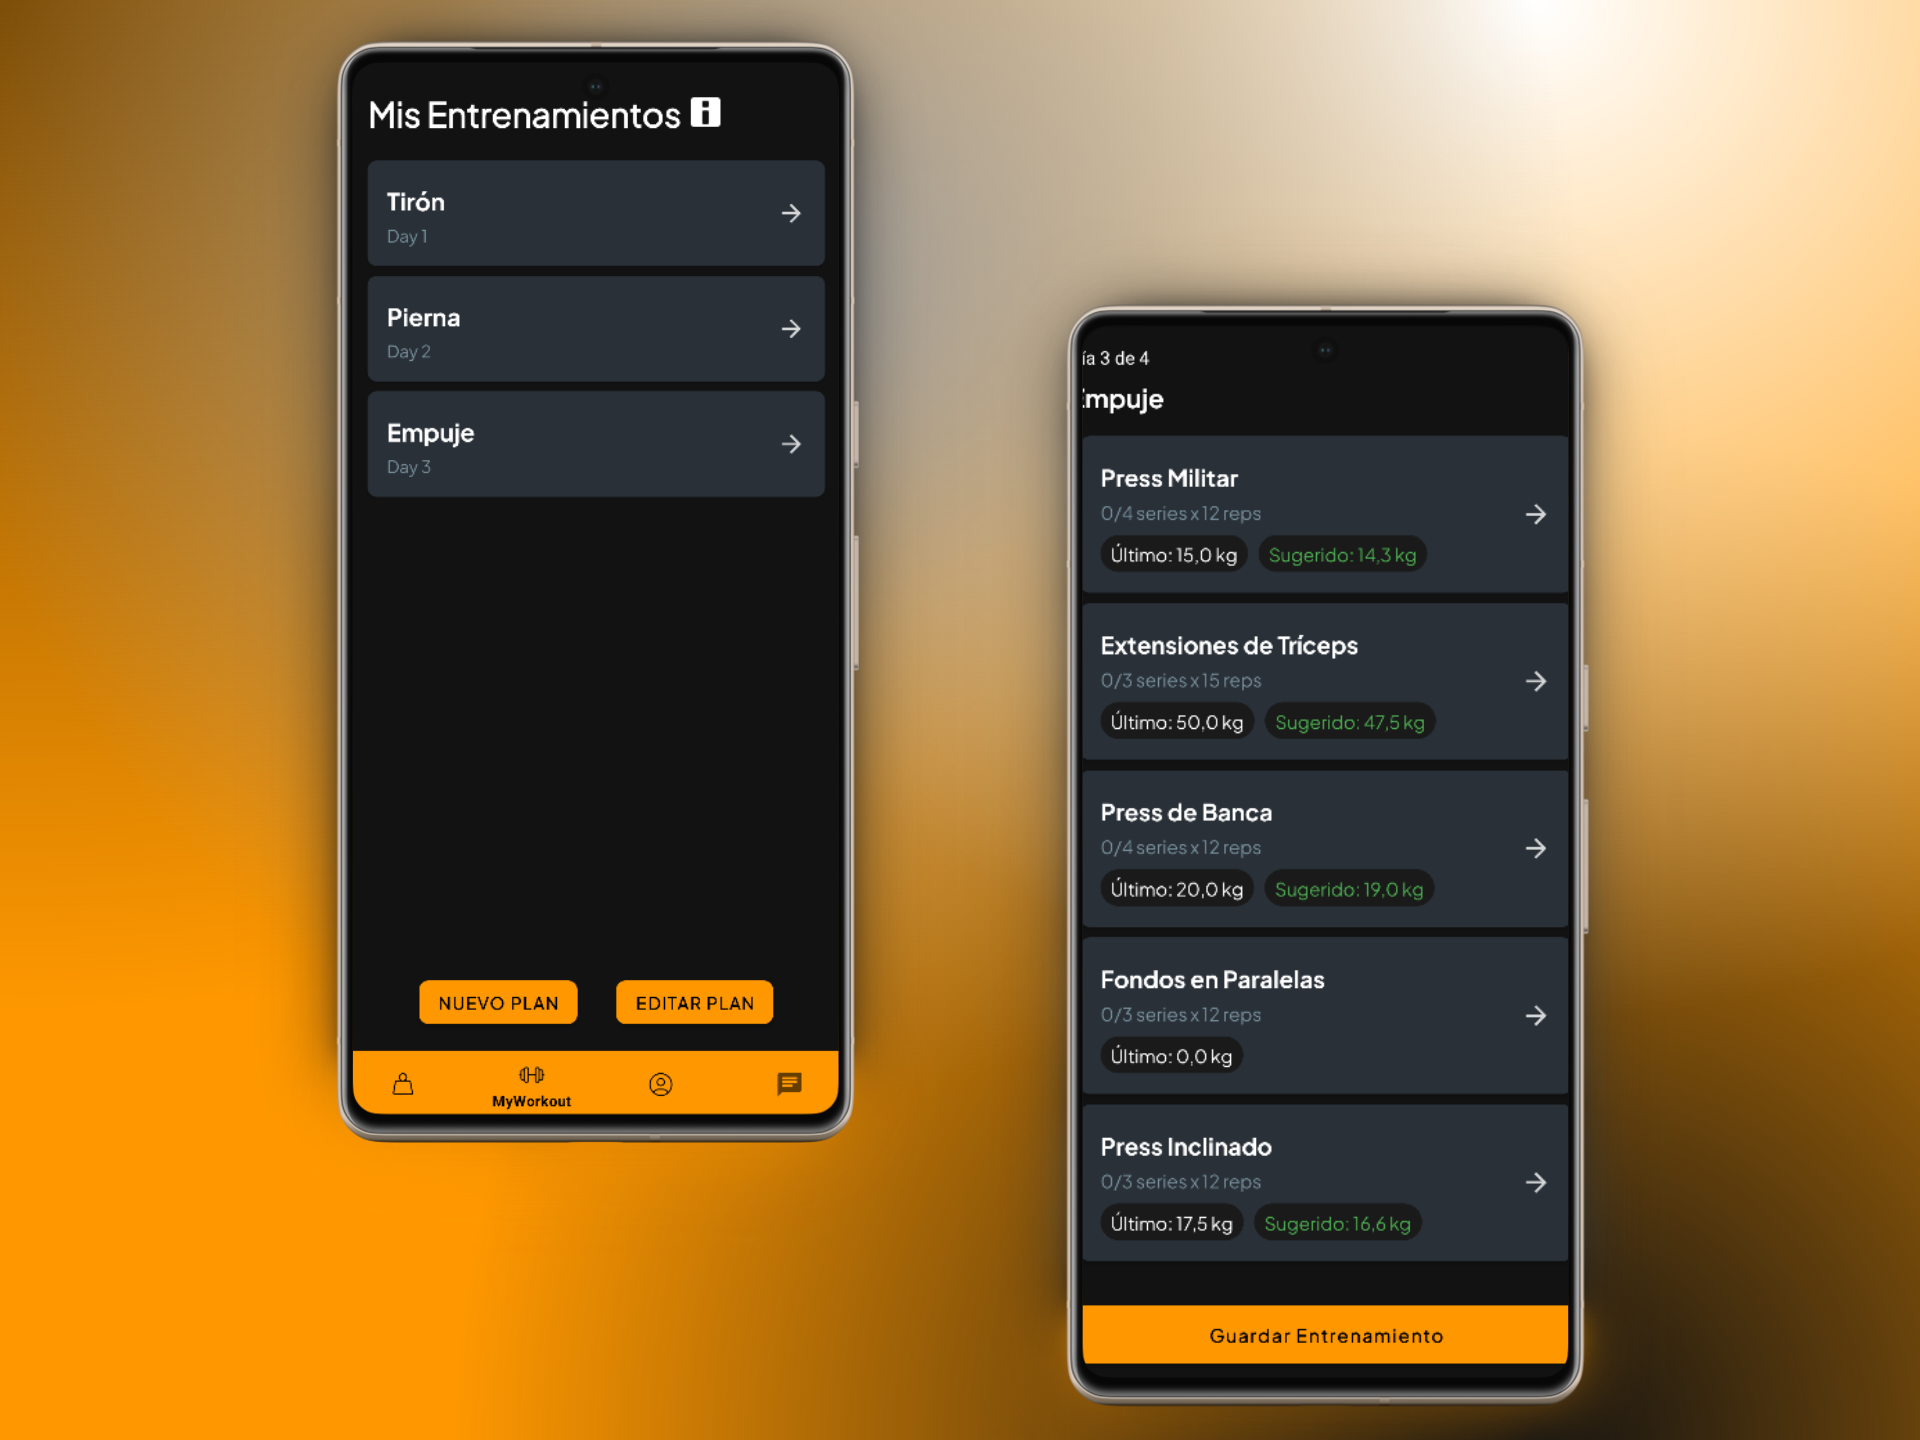 Mis Entrenamientos
Tirón
Day 1
Pierna
Day 2
Empuje
Day 3
NUEVO PLAN
EDITAR PLAN
MyWorkout
ía 3 de 4
mpuje
Press Militar
0/4 series x 12 reps
Último: 15,0 kg
Sugerido: 14,3 kg
Extensiones de Tríceps
0/3 series x 15 reps
Último: 50,0 kg
Sugerido: 47,5 kg
Press de Banca
0/4 series x 12 reps
Último: 20,0 kg
Sugerido: 19,0 kg
Fondos en Paralelas
0/3 series x 12 reps
Último: 0,0 kg
Press Inclinado
0/3 series x 12 reps
Último: 17,5 kg
Sugerido: 16,6 kg
Guardar Entrenamiento